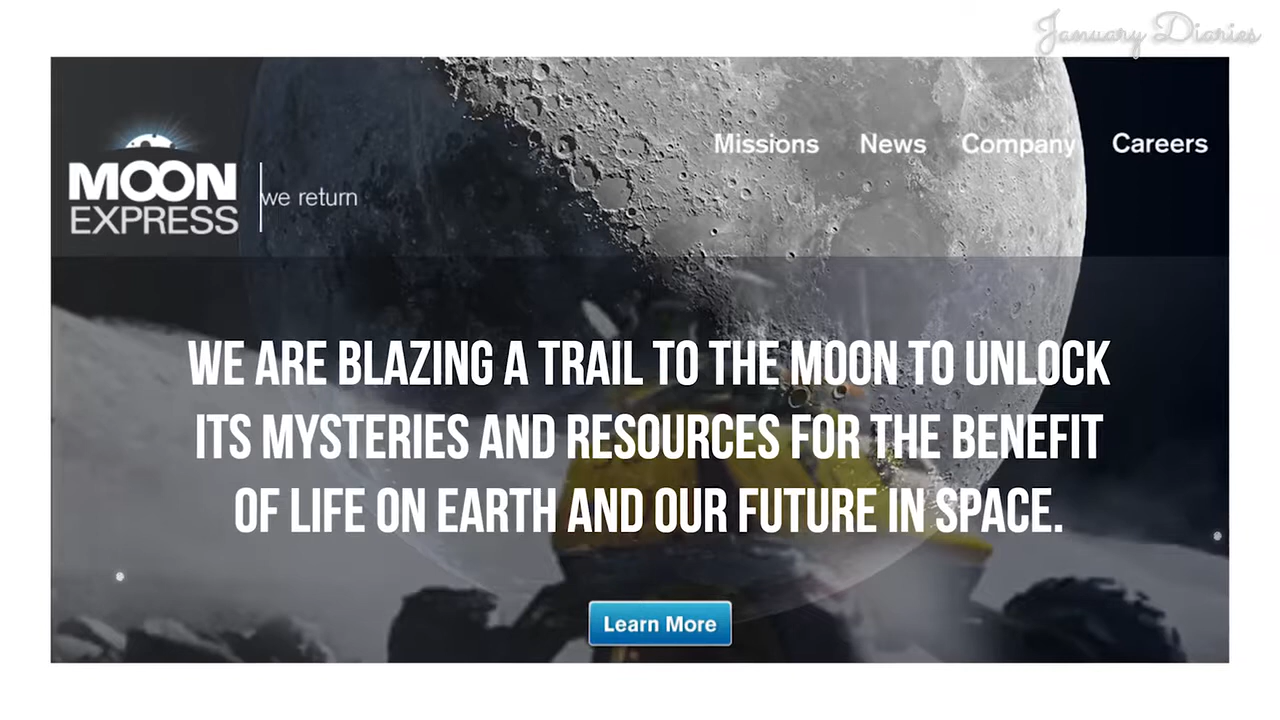 January Diaries
MOON
EXPRESS
we return
Missions News Company Careers
WE ARE BLAZING A TRAIL TO THE MOON TO UNLOCK
ITS MYSTERIES AND RESOURCES FOR THE BENEFIT
OF LIFE ON EARTH AND OUR FUTURE IN SPACE.
Learn More